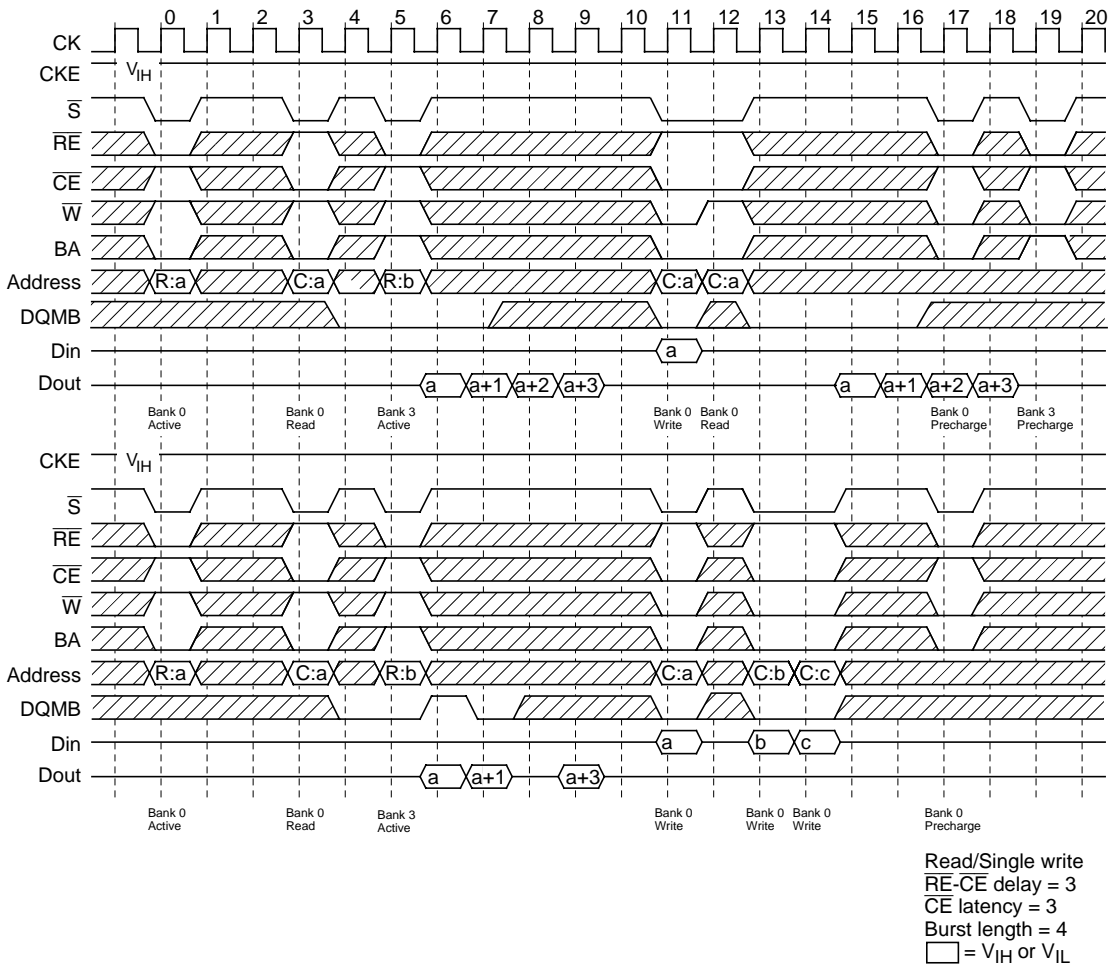 0 1 2 3 4 5 6 7 8 9 10 11 12 13 14 15 16 17 18 19 20
CK
CKE VIH
S
RE
CE
W
BA
Address R:a C:a R:b C:a C:a
DQMB
Din a
Dout a a+1 a+2 a+3 a a+1 a+2 a+3
Bank 0 Bank 0 Bank 3 Bank 0 Bank 0 Bank 0 Bank 3
Active Read Active Write Read Precharge Precharge
CKE VIH
S
RE
CE
W
BA
Address R:a C:a R:b C:a C:b C:c
DQMB
Din a b c
Dout a a+1 a+3
Bank 0 Bank 0 Bank 3 Bank 0 Bank 0 Bank 0 Bank 0
Active Read Active Write Write Write Precharge
Read/Single write
RE-CE delay = 3
CE latency = 3
Burst length = 4
= VIH or VIL